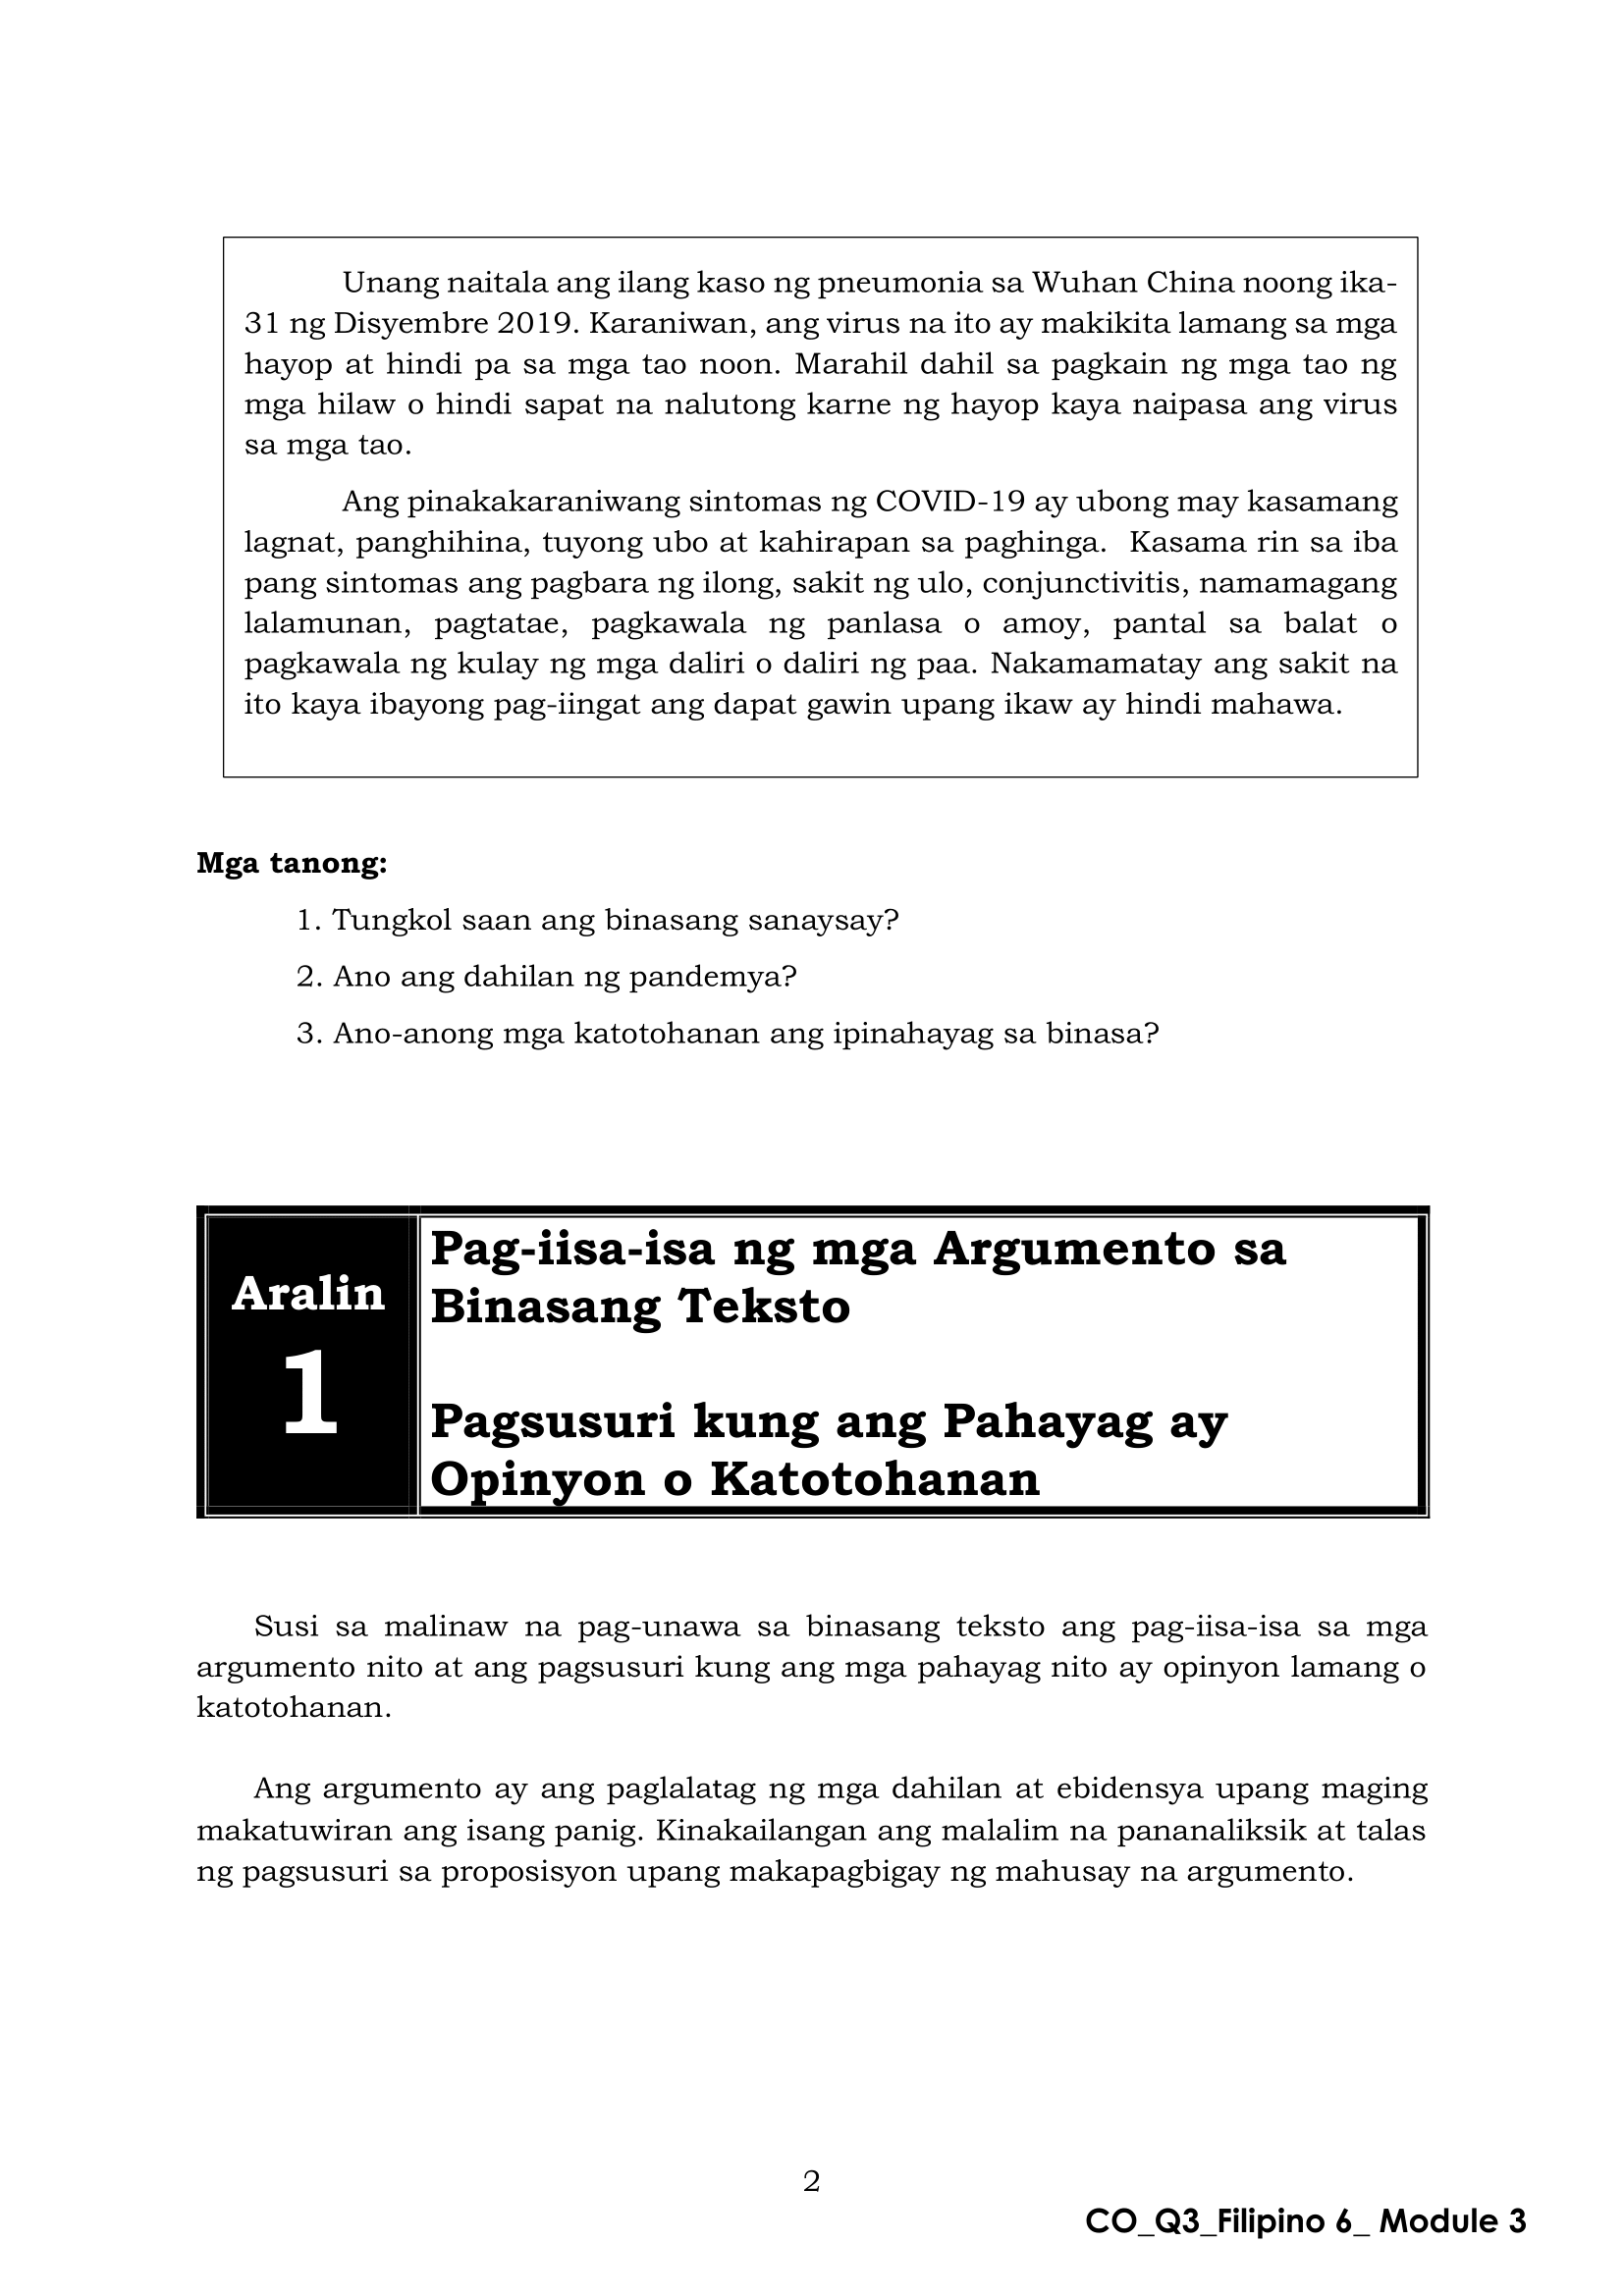 Unang naitala ang ilang kaso ng pneumonia sa Wuhan China noong ika-
31 ng Disyembre 2019. Karaniwan, ang virus na ito ay makikita lamang sa mga
hayop at hindi pa sa mga tao noon. Marahil dahil sa pagkain ng mga tao ng
mga hilaw o hindi sapat na nalutong karne ng hayop kaya naipasa ang virus
sa mga tao.
Ang pinakakaraniwang sintomas ng COVID-19 ay ubong may kasamang
lagnat, panghihina, tuyong ubo at kahirapan sa paghinga.  Kasama rin sa iba
pang sintomas ang pagbara ng ilong, sakit ng ulo, conjunctivitis, namamagang
lalamunan, pagtatae, pagkawala ng panlasa o amoy, pantal sa balat o
pagkawala ng kulay ng mga daliri o daliri ng paa. Nakamamatay ang sakit na
ito kaya ibayong pag-iingat ang dapat gawin upang ikaw ay hindi mahawa.
Mga tanong:
1. Tungkol saan ang binasang sanaysay?
2. Ano ang dahilan ng pandemya?
3. Ano-anong mga katotohanan ang ipinahayag sa binasa?
Aralin
1
Pag-iisa-isa ng mga Argumento sa
Binasang Teksto
Pagsusuri kung ang Pahayag ay
Opinyon o Katotohanan
Susi sa malinaw na pag-unawa sa binasang teksto ang pag-iisa-isa sa mga
argumento nito at ang pagsusuri kung ang mga pahayag nito ay opinyon lamang o
katotohanan.
Ang argumento ay ang paglalatag ng mga dahilan at ebidensya upang maging
makatuwiran ang isang panig. Kinakailangan ang malalim na pananaliksik at talas
ng pagsusuri sa proposisyon upang makapagbigay ng mahusay na argumento.
2
CO_Q3_Filipino 6_ Module 3